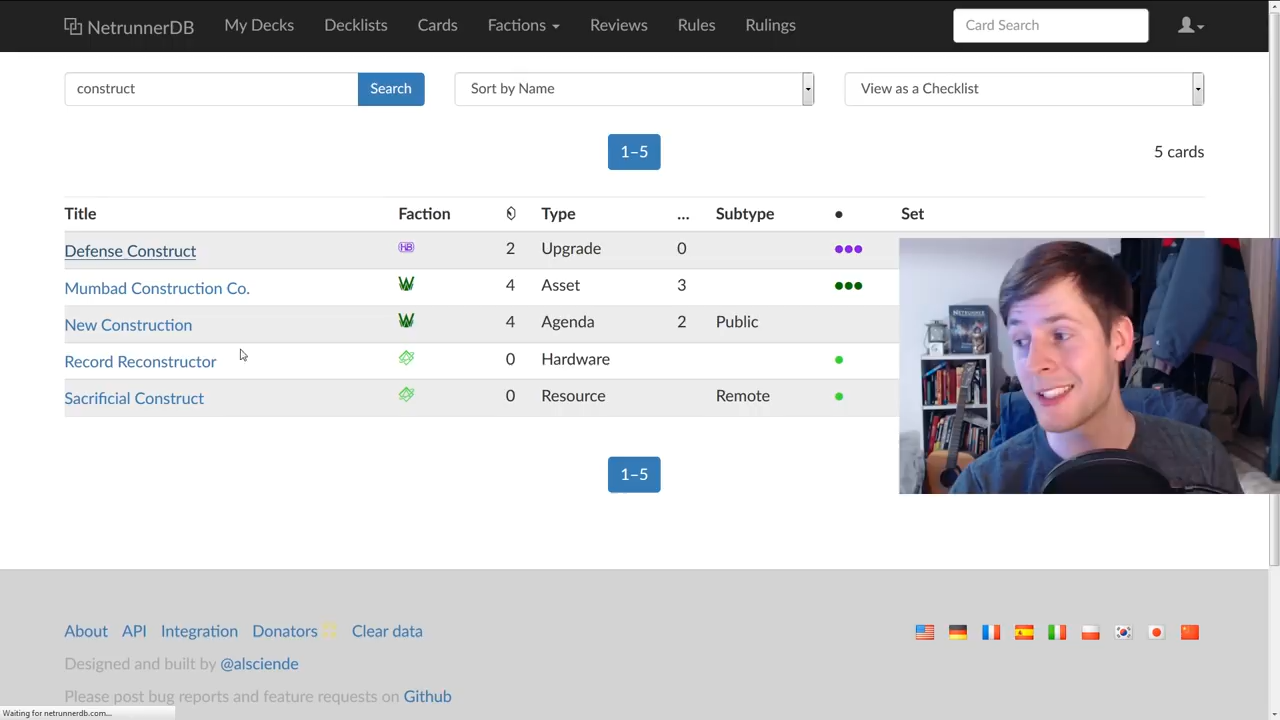 NetrunnerDB My Decks Decklists Cards Factions Reviews Rules Rulings Card Search
construct Search Sort by Name View as a Checklist
1–5 5 cards
Title Faction Type ... Subtype Set
Defense Construct 2 Upgrade 0
Mumbad Construction Co. 4 Asset 3
New Construction 4 Agenda 2 Public
Record Reconstructor 0 Hardware
Sacrificial Construct 0 Resource Remote
NETRUNNER
1–5
About API Integration Donators Clear data
Designed and built by @alsciende
Please post bug reports and feature requests on Github
Waiting for netrunnerdb.com...